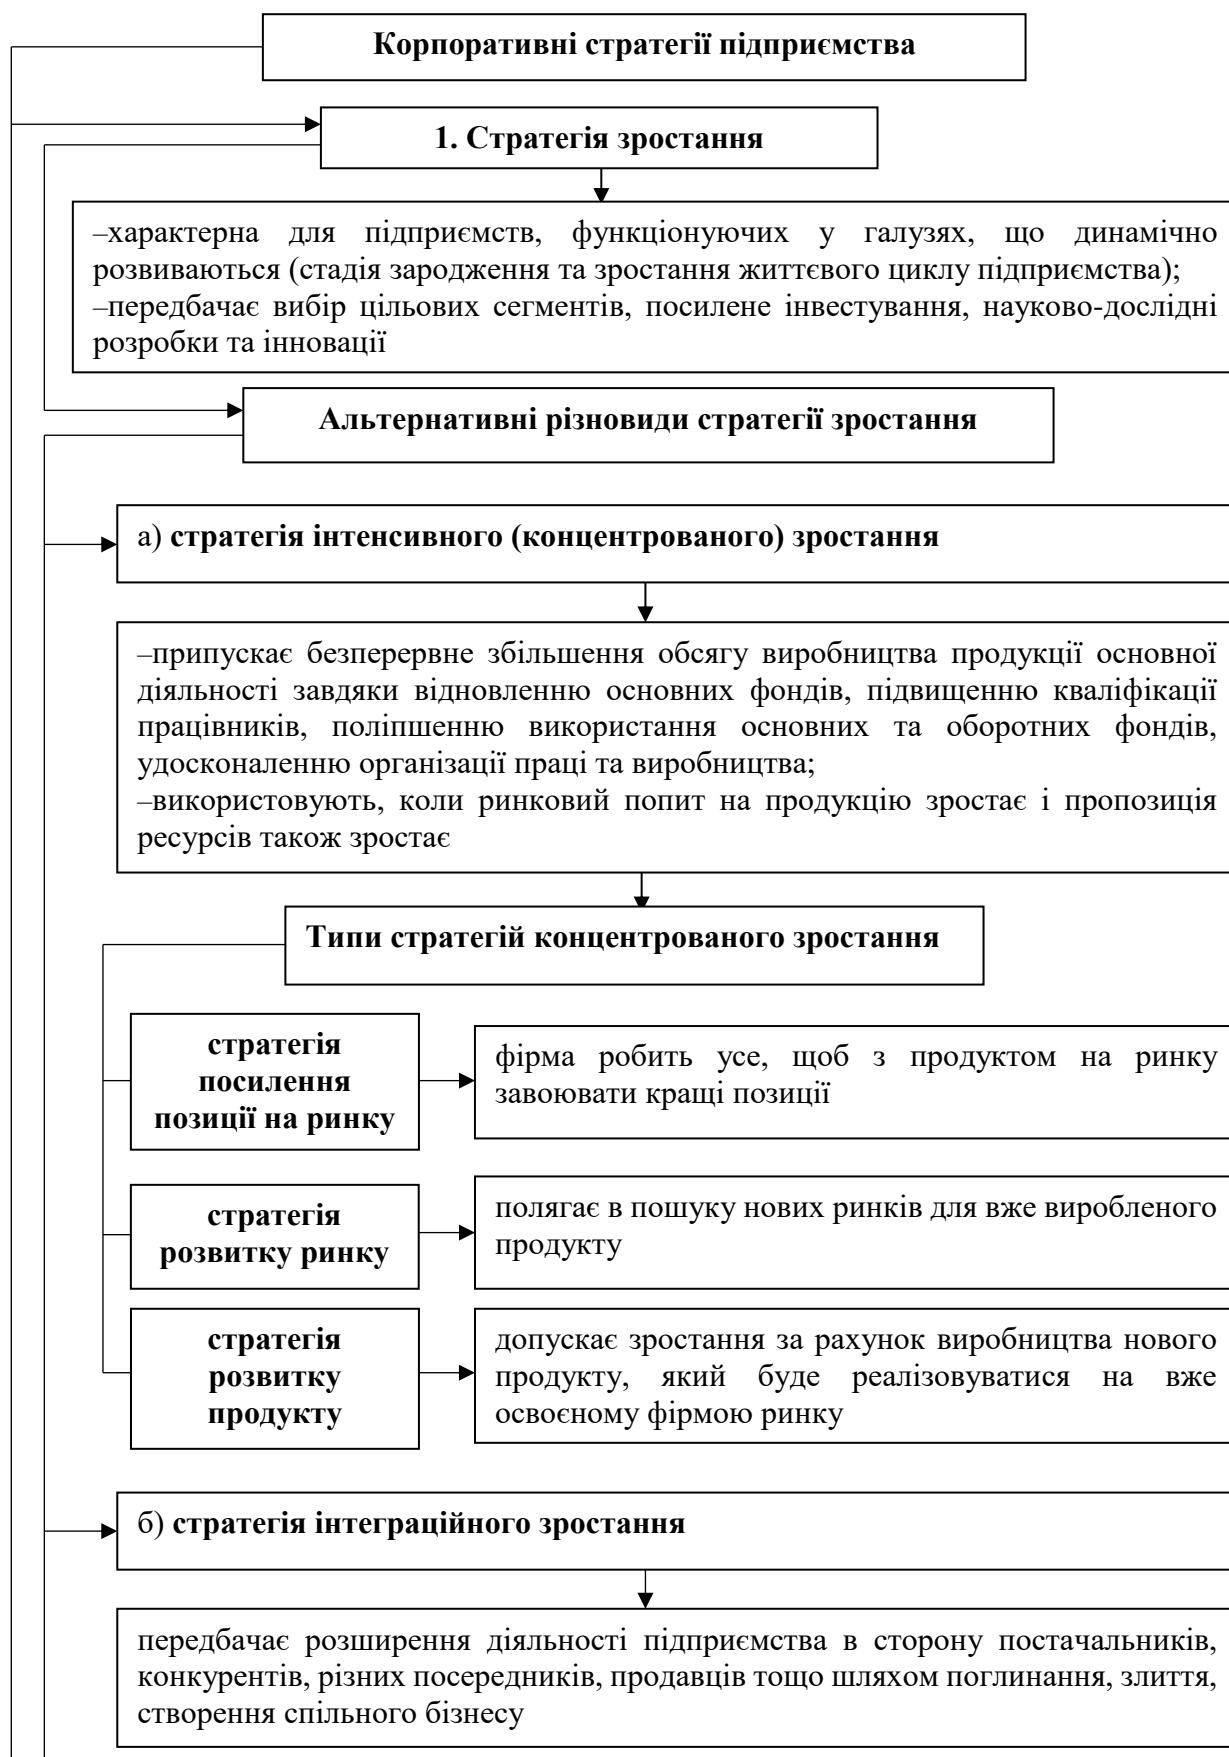 Корпоративні стратегії підприємства
1. Стратегія зростання
–характерна для підприємств, функціонуючих у галузях, що динамічно
розвиваються (стадія зародження та зростання життєвого циклу підприємства);
–передбачає вибір цільових сегментів, посилене інвестування, науково-дослідні
розробки та інновації
Альтернативні різновиди стратегії зростання
а) стратегія інтенсивного (концентрованого) зростання
–припускає безперервне збільшення обсягу виробництва продукції основної
діяльності завдяки відновленню основних фондів, підвищенню кваліфікації
працівників, поліпшенню використання основних та оборотних фондів,
удосконаленню організації праці та виробництва;
–використовують, коли ринковий попит на продукцію зростає і пропозиція
ресурсів також зростає
Типи стратегій концентрованого зростання
стратегія
посилення
позиції на ринку
фірма робить усе, щоб з продуктом на ринку
завоювати кращі позиції
стратегія
розвитку ринку
полягає в пошуку нових ринків для вже виробленого
продукту
стратегія
розвитку
продукту
допускає зростання за рахунок виробництва нового
продукту, який буде реалізовуватися на вже
освоєному фірмою ринку
б) стратегія інтеграційного зростання
передбачає розширення діяльності підприємства в сторону постачальників,
конкурентів, різних посередників, продавців тощо шляхом поглинання, злиття,
створення спільного бізнесу